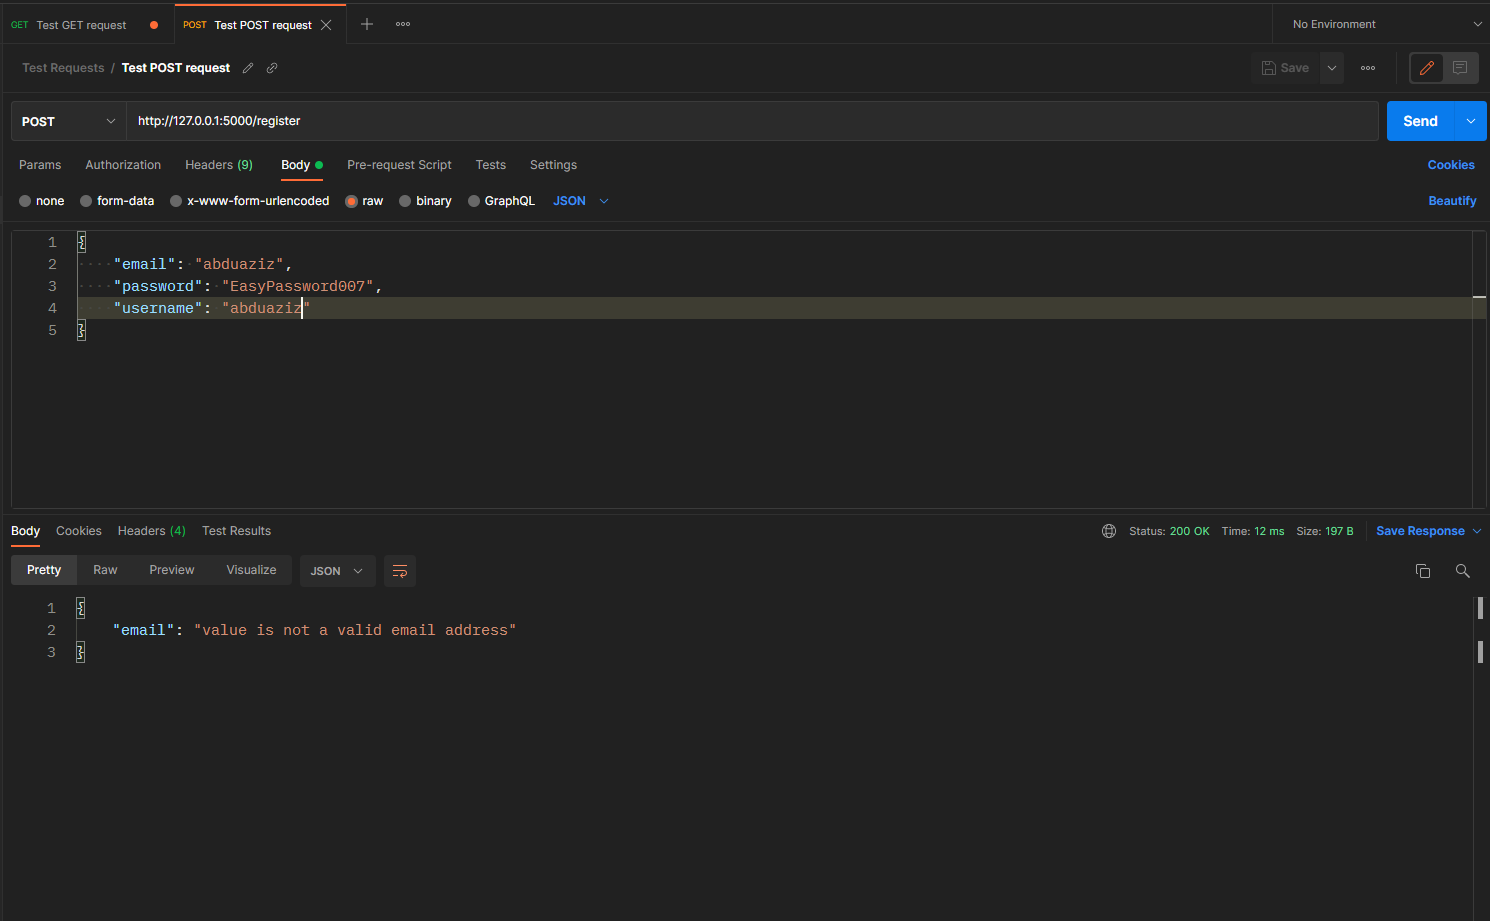 GET Test GET request POST Test POST request No Environment
Test Requests / Test POST request Save
POST http://127.0.0.1:5000/register Send
Params Authorization Headers (9) Body Pre-request Script Tests Settings Cookies
none form-data x-www-form-urlencoded raw binary GraphQL JSON Beautify
1 {
2 "email": "abduaziz",
3 "password": "EasyPassword007",
4 "username": "abduaziz"
5 }
Body Cookies Headers (4) Test Results Status: 200 OK Time: 12 ms Size: 197 B Save Response
Pretty Raw Preview Visualize JSON
1 {
2 "email": "value is not a valid email address"
3 }